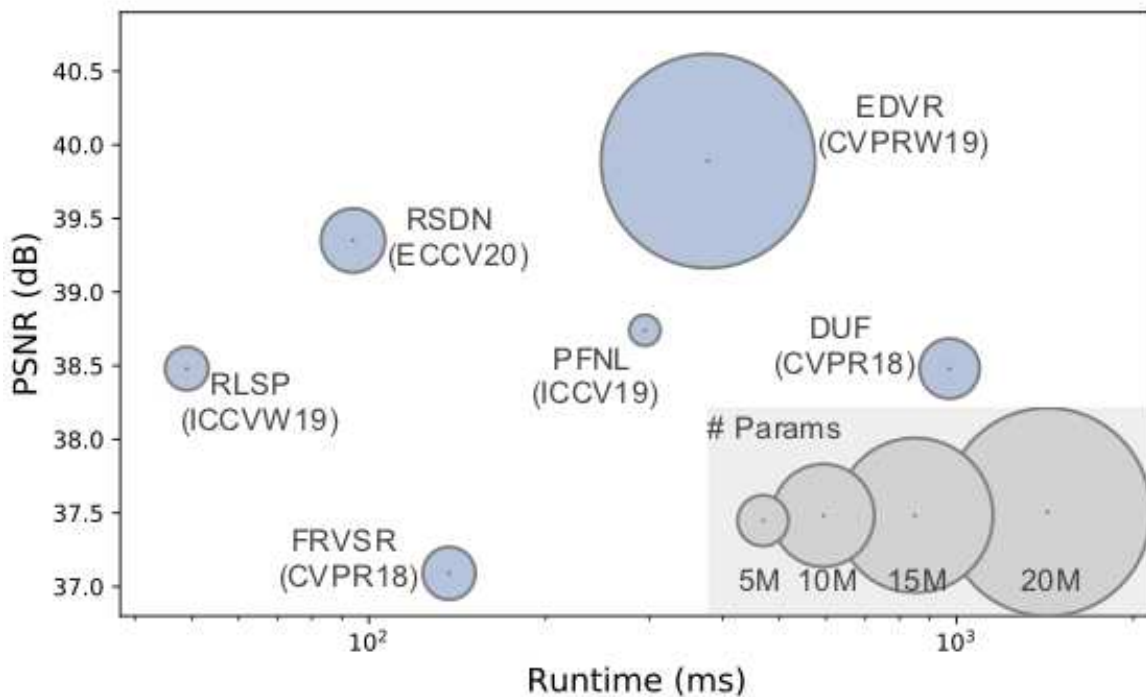 40.5
40.0
39.5
39.0
38.5
38.0
37.5
37.0
PSNR (dB)
EDVR
(CVPRW19)
RSDN
(ECCV20)
PFNL
(ICCV19)
DUF
(CVPR18)
RLSP
(ICCVW19)
FRVSR
(CVPR18)
# Params
5M
10M
15M
20M
10²
10³
Runtime (ms)